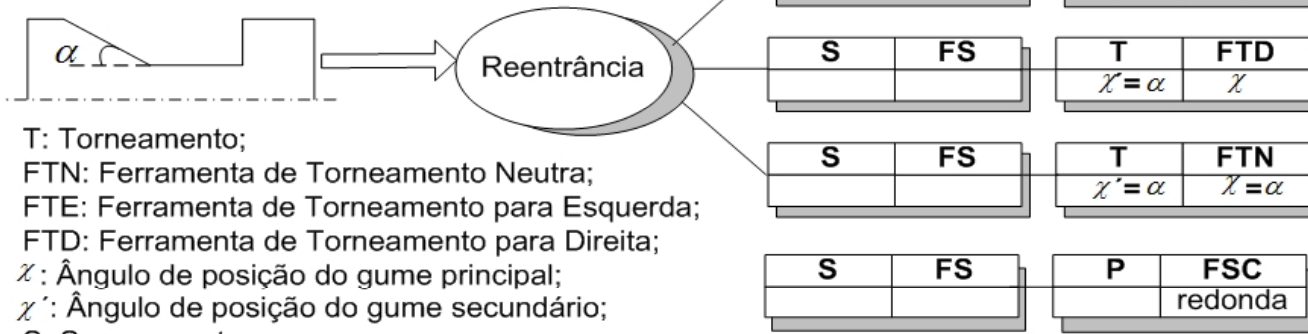 α
Reentrância
S FS T FTD
χ´= α χ
S FS T FTN
χ´= α χ = α
S FS P FSC
redonda
T: Torneamento;
FTN: Ferramenta de Torneamento Neutra;
FTE: Ferramenta de Torneamento para Esquerda;
FTD: Ferramenta de Torneamento para Direita;
χ : Ângulo de posição do gume principal;
χ´: Ângulo de posição do gume secundário;